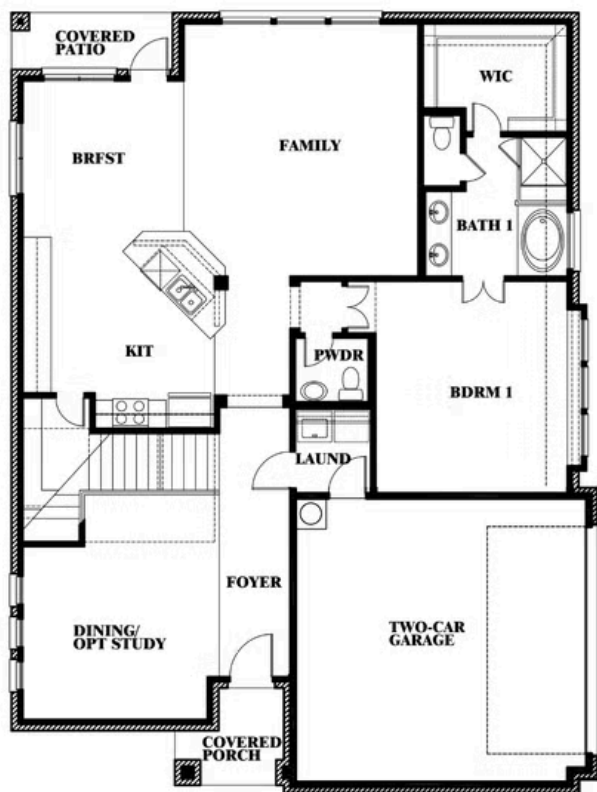 COVERED
PATIO
WIC
BRFST
FAMILY
BATH 1
KIT
PWDR
BDRM 1
LAUND
FOYER
DINING/
OPT STUDY
TWO-CAR
GARAGE
COVERED
PORCH